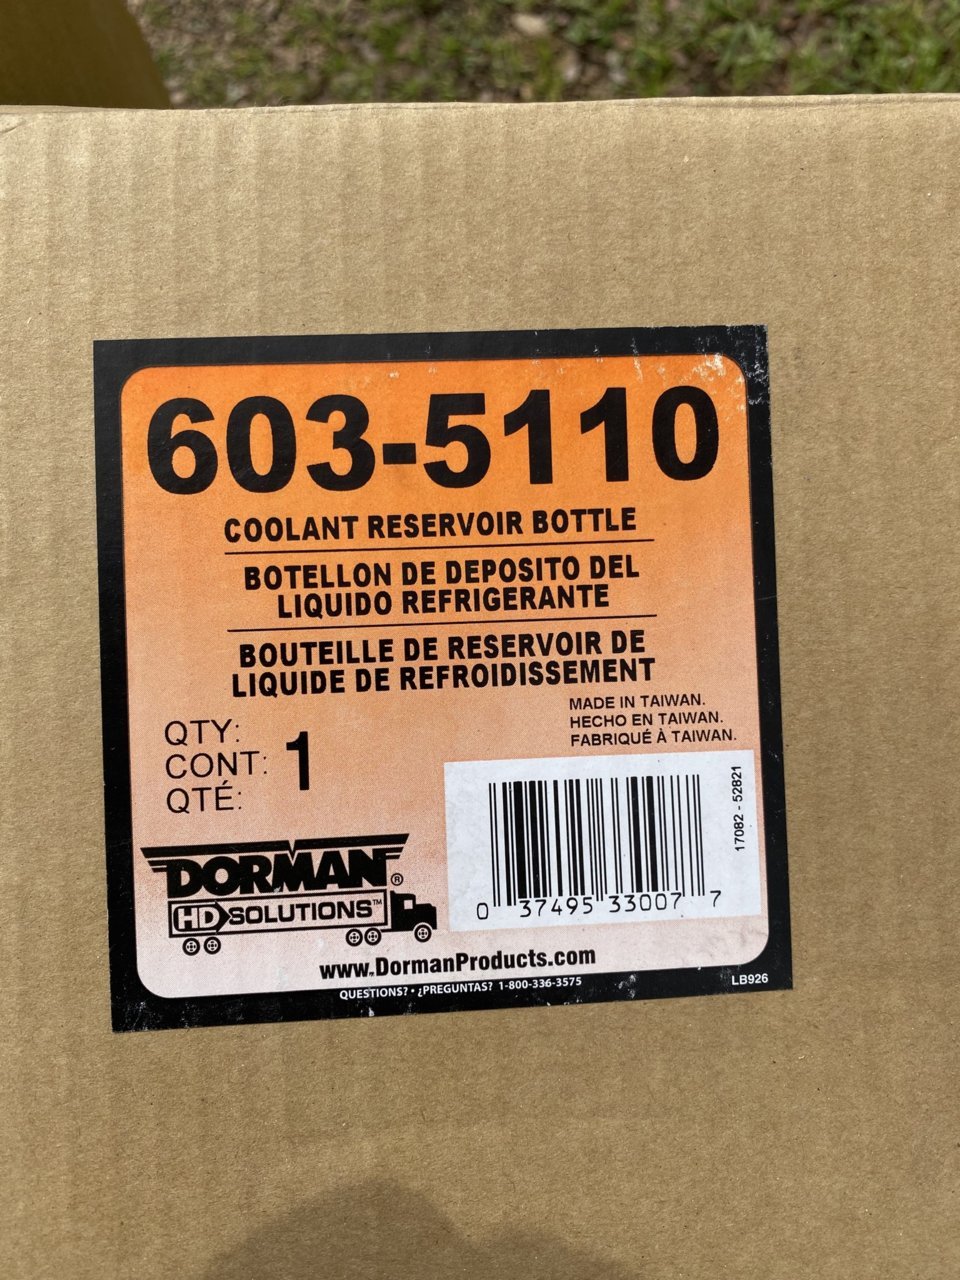 603-5110
COOLANT RESERVOIR BOTTLE
BOTELLON DE DEPOSITO DEL
LIQUIDO REFRIGERANTE
BOUTEILLE DE RESERVOIR DE
LIQUIDE DE REFROIDISSEMENT
MADE IN TAIWAN.
HECHO EN TAIWAN.
FABRIQUÉ À TAIWAN.
QTY:
CONT: 1
QTÉ:
17082 - 52821
0 37495 33007 7
DORMAN®
HD SOLUTIONS™
www.DormanProducts.com
QUESTIONS? • ¿PREGUNTAS? 1-800-336-3575
LB926